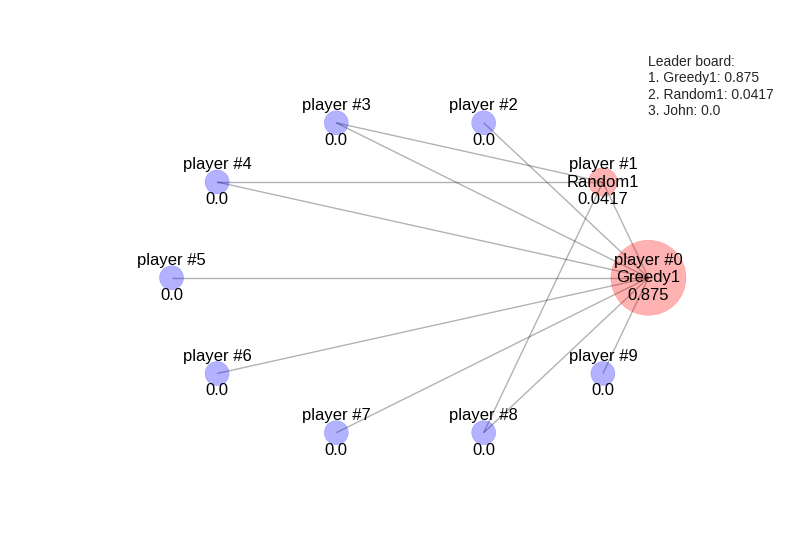 Leader board:
1. Greedy1: 0.875
2. Random1: 0.0417
3. John: 0.0
player #3
0.0
player #2
0.0
player #4
0.0
player #1
Random1
0.0417
player #5
0.0
player #0
Greedy1
0.875
player #6
0.0
player #9
0.0
player #7
0.0
player #8
0.0